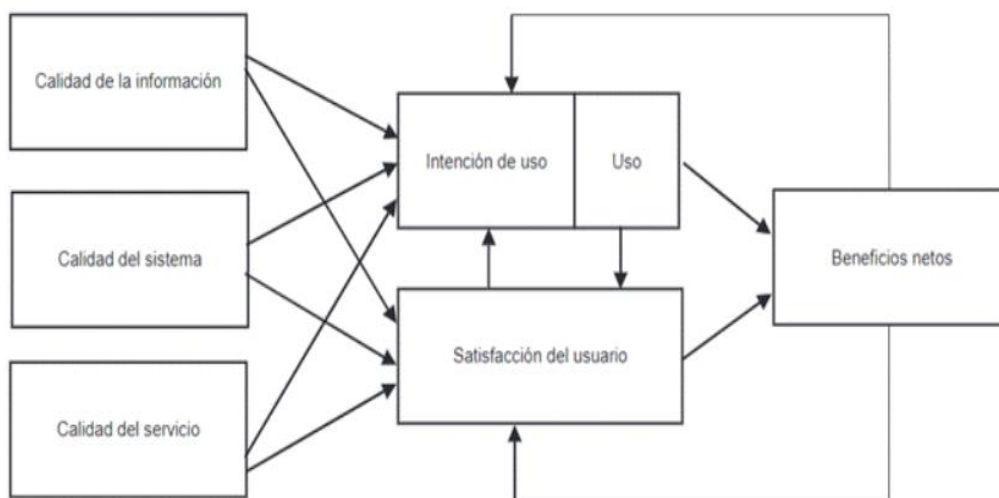 Calidad de la información
Calidad del sistema
Calidad del servicio
Intención de uso
Uso
Satisfacción del usuario
Beneficios netos